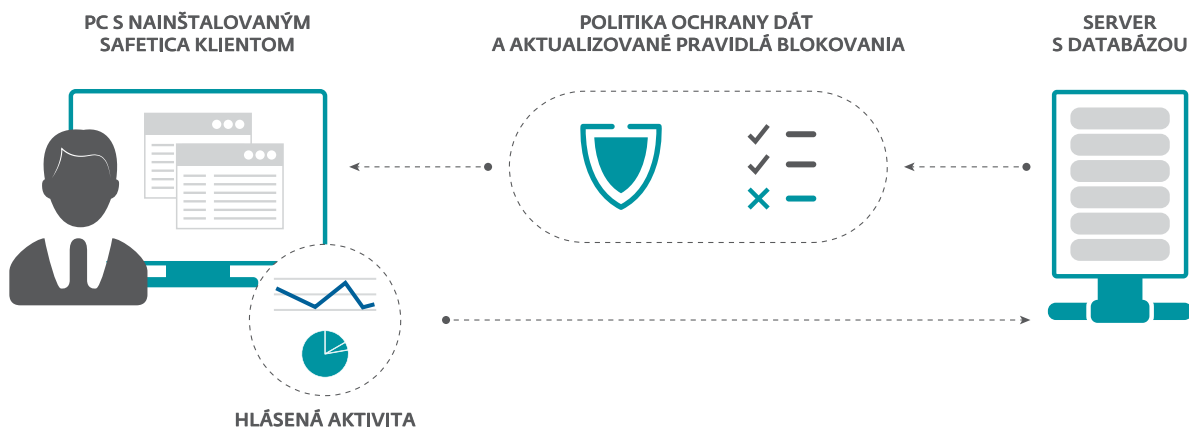 PC S NAINŠTALOVANÝM
SAFETICA KLIENTOM
POLITIKA OCHRANY DÁT
A AKTUALIZOVANÉ PRAVIDLÁ BLOKOVANIA
SERVER
S DATABÁZOU
HLÁSENÁ AKTIVITA